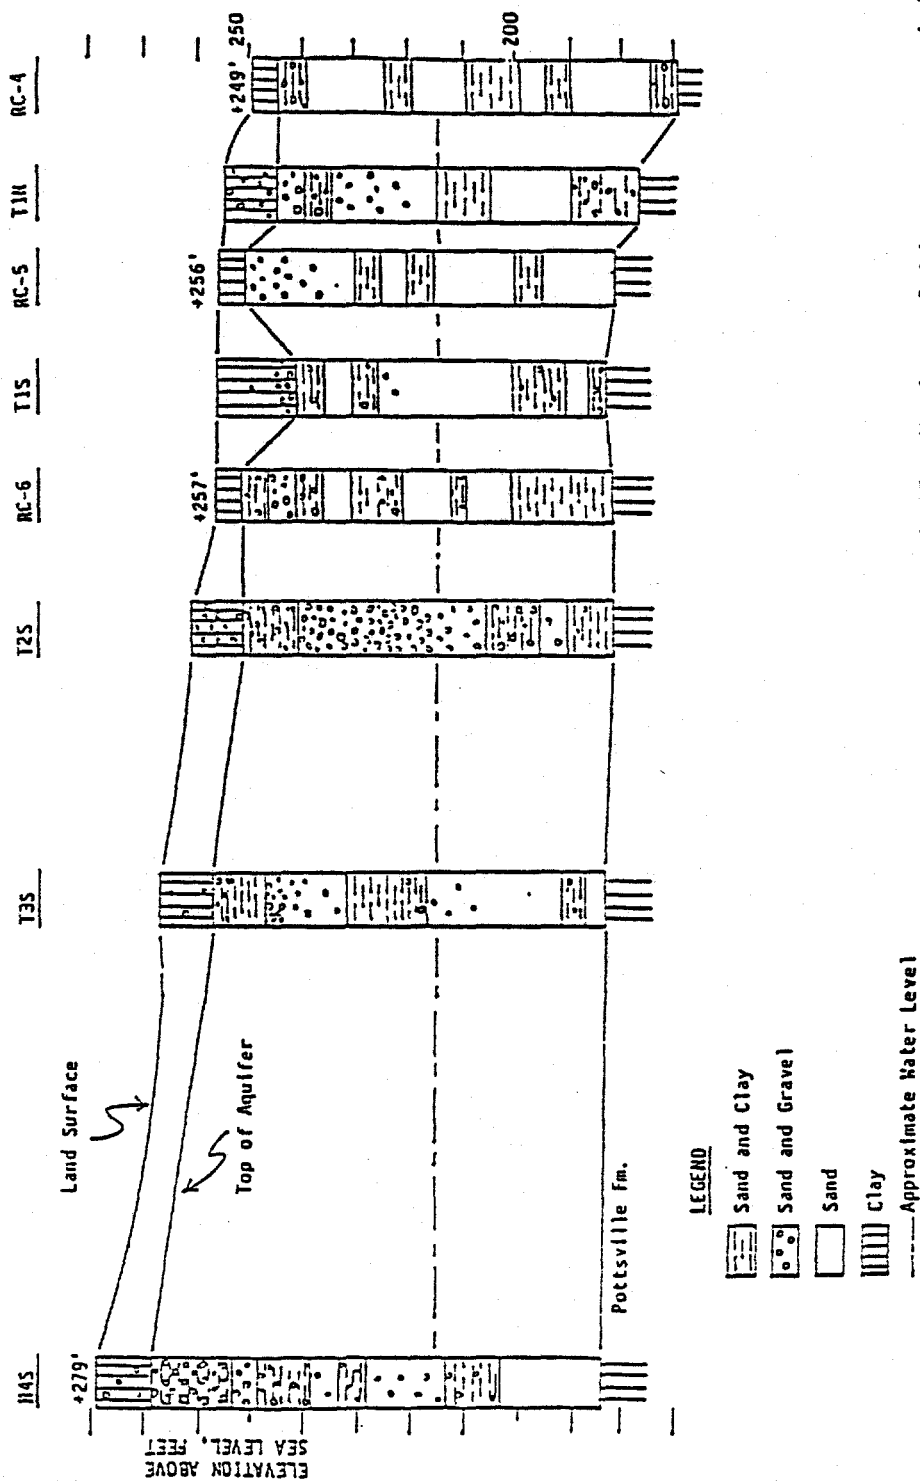 H4S
T3S
T2S
RC-6
T1S
RC-5
T1N
RC-4
+279'
+257'
+256'
+249'
250
200
ELEVATION ABOVE
SEA LEVEL, FEET
Land Surface
Top of Aquifer
Pottsville Fm.
LEGEND
Sand and Clay
Sand and Gravel
Sand
Clay
Approximate Water Level